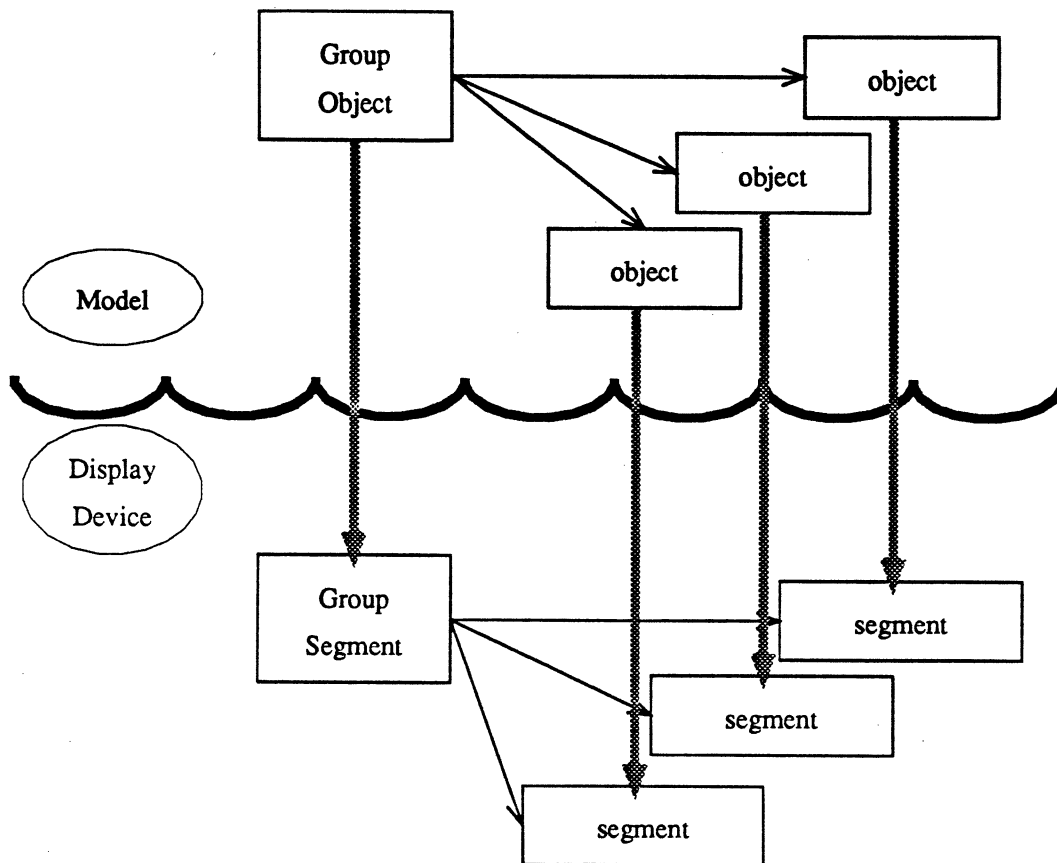 Group
Object
object
object
object
Model
Display
Device
Group
Segment
segment
segment
segment